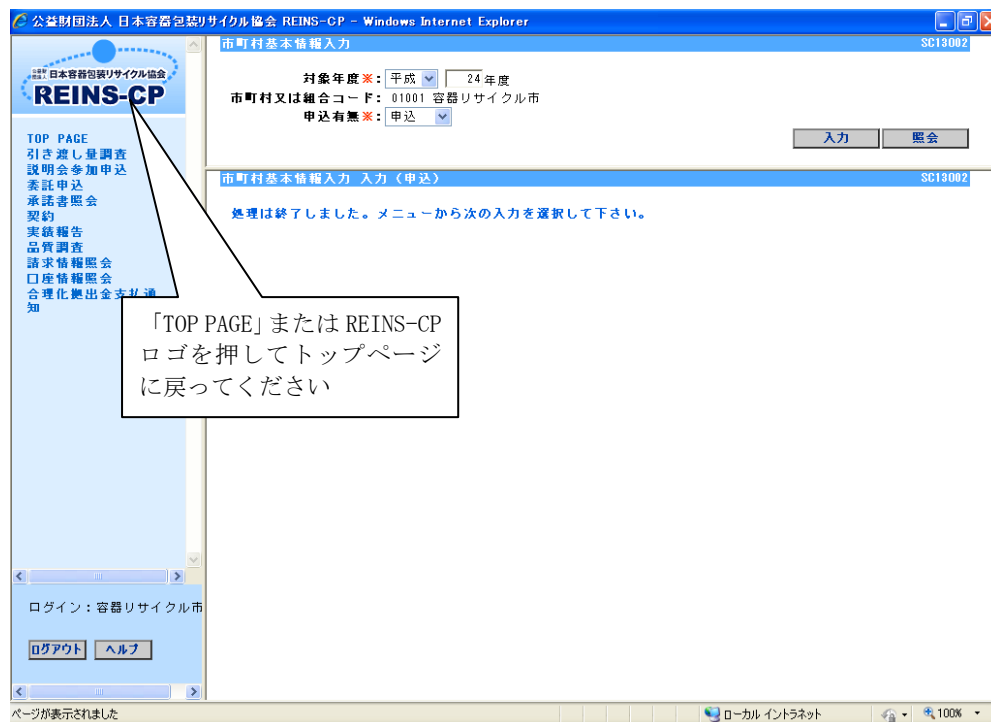 公益財団法人 日本容器包装リサイクル協会 REINS-CP - Windows Internet Explorer
公益財団法人 日本容器包装リサイクル協会
REINS-CP
TOP PAGE
引き渡し量調査
説明会参加申込
委託申込
承諾書照会
契約
実績報告
品質調査
請求情報照会
口座情報照会
合理化拠出金支払通
知
ログイン：容器リサイクル市
ログアウト ヘルプ
市町村基本情報入力 SC13002
対象年度※： 平成 24 年度
市町村又は組合コード： 01001 容器リサイクル市
申込有無※： 申込
入力 照会
市町村基本情報入力 入力（申込） SC13002
処理は終了しました。メニューから次の入力を選択して下さい。
「TOP PAGE」または REINS-CP
ロゴを押してトップページ
に戻ってください
ページが表示されました ローカル イントラネット 100%